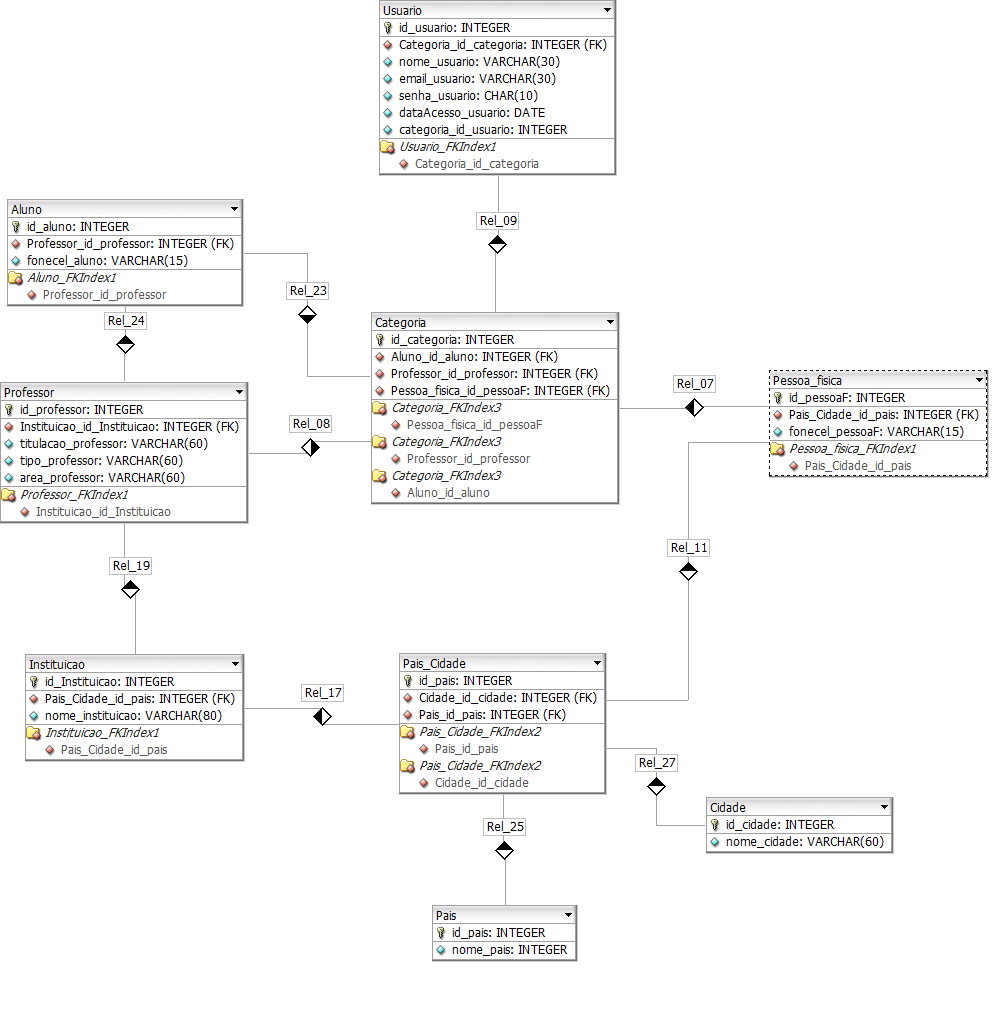 Usuario
id_usuario: INTEGER
Categoria_id_categoria: INTEGER (FK)
nome_usuario: VARCHAR(30)
email_usuario: VARCHAR(30)
senha_usuario: CHAR(10)
dataAcesso_usuario: DATE
categoria_id_usuario: INTEGER
Usuario_FKIndex1
Categoria_id_categoria
Rel_09
Aluno
id_aluno: INTEGER
Professor_id_professor: INTEGER (FK)
fonecel_aluno: VARCHAR(15)
Aluno_FKIndex1
Professor_id_professor
Rel_23
Rel_24
Categoria
id_categoria: INTEGER
Aluno_id_aluno: INTEGER (FK)
Professor_id_professor: INTEGER (FK)
Pessoa_fisica_id_pessoaF: INTEGER (FK)
Categoria_FKIndex3
Pessoa_fisica_id_pessoaF
Categoria_FKIndex3
Professor_id_professor
Categoria_FKIndex3
Aluno_id_aluno
Rel_07
Pessoa_fisica
id_pessoaF: INTEGER
Pais_Cidade_id_pais: INTEGER (FK)
fonecel_pessoaF: VARCHAR(15)
Pessoa_fisica_FKIndex1
Pais_Cidade_id_pais
Professor
id_professor: INTEGER
Instituicao_id_Instituicao: INTEGER (FK)
titulacao_professor: VARCHAR(60)
tipo_professor: VARCHAR(60)
area_professor: VARCHAR(60)
Professor_FKIndex1
Instituicao_id_Instituicao
Rel_08
Rel_11
Rel_19
Instituicao
id_Instituicao: INTEGER
Pais_Cidade_id_pais: INTEGER (FK)
nome_instituicao: VARCHAR(80)
Instituicao_FKIndex1
Pais_Cidade_id_pais
Rel_17
Pais_Cidade
id_pais: INTEGER
Cidade_id_cidade: INTEGER (FK)
Pais_id_pais: INTEGER (FK)
Pais_Cidade_FKIndex2
Pais_id_pais
Pais_Cidade_FKIndex2
Cidade_id_cidade
Rel_27
Cidade
id_cidade: INTEGER
nome_cidade: VARCHAR(60)
Rel_25
Pais
id_pais: INTEGER
nome_pais: INTEGER